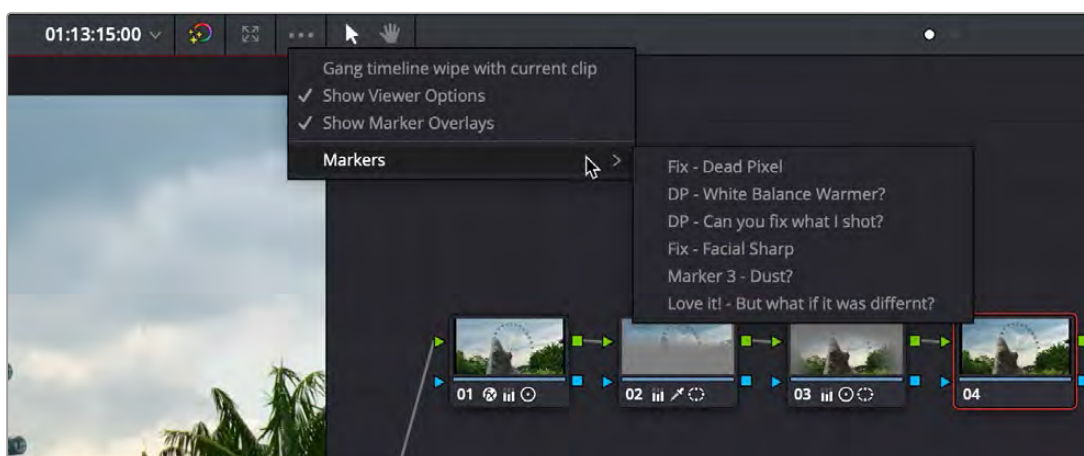 01:13:15:00
Gang timeline wipe with current clip
Show Viewer Options
Show Marker Overlays
Markers
Fix - Dead Pixel
DP - White Balance Warmer?
DP - Can you fix what I shot?
Fix - Facial Sharp
Marker 3 - Dust?
Love it! - But what if it was differnt?
01
02
03
04